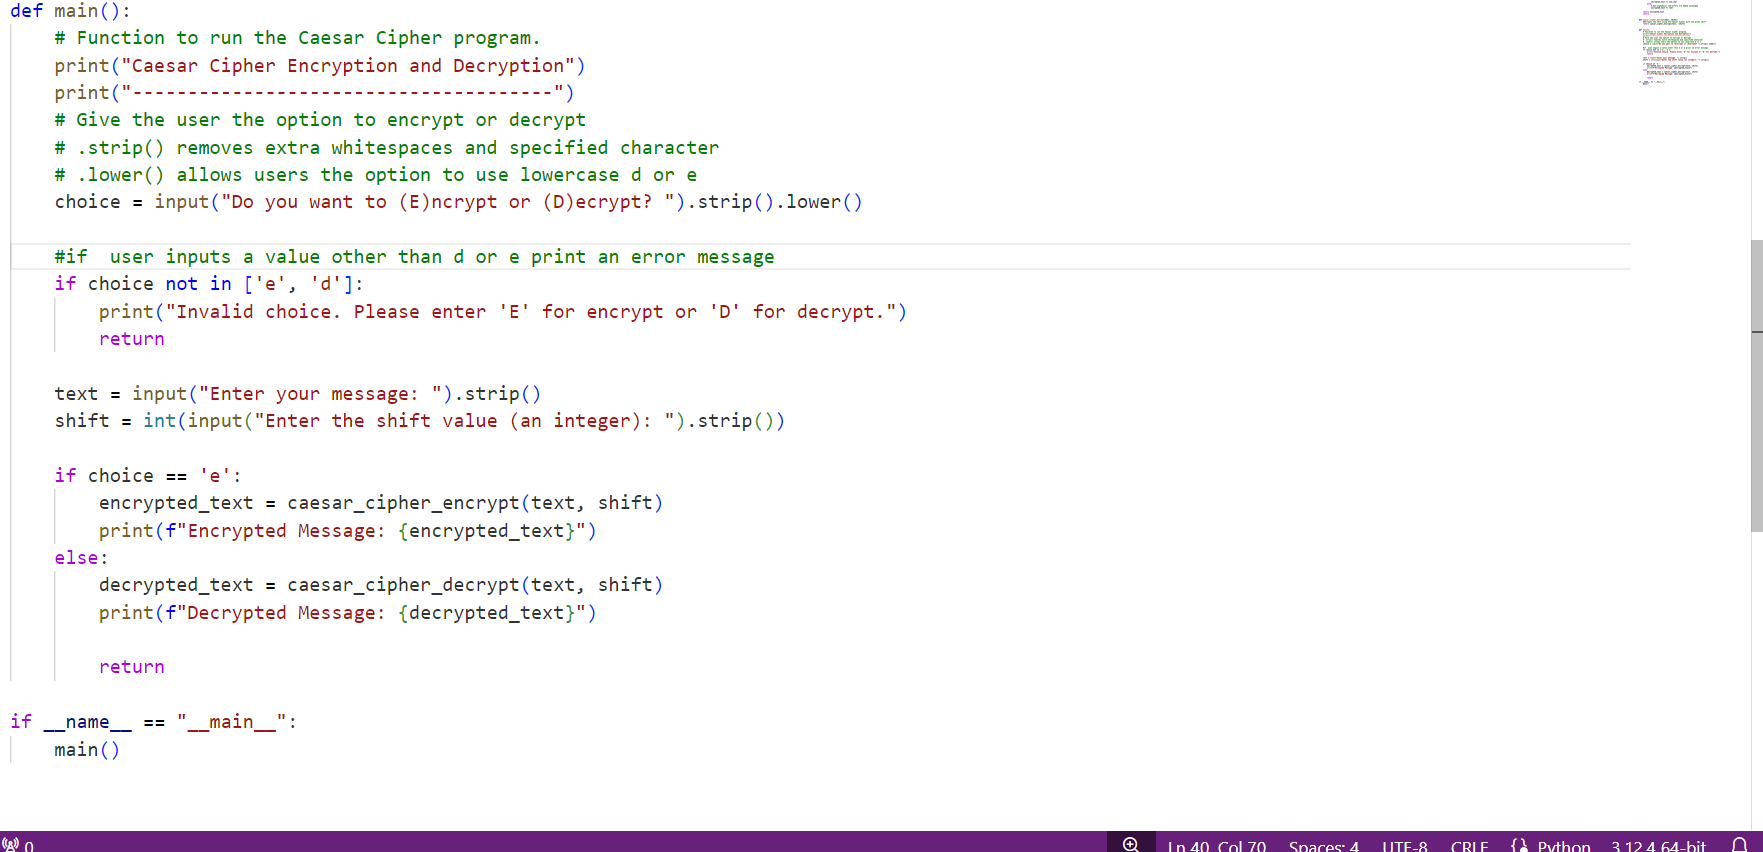 def main():
    # Function to run the Caesar Cipher program.
    print("Caesar Cipher Encryption and Decryption")
    print("--------------------------------------")
    # Give the user the option to encrypt or decrypt
    # .strip() removes extra whitespaces and specified character
    # .lower() allows users the option to use lowercase d or e
    choice = input("Do you want to (E)ncrypt or (D)ecrypt? ").strip().lower()
    #if  user inputs a value other than d or e print an error message
    if choice not in ['e', 'd']:
        print("Invalid choice. Please enter 'E' for encrypt or 'D' for decrypt.")
        return
    text = input("Enter your message: ").strip()
    shift = int(input("Enter the shift value (an integer): ").strip())
    if choice == 'e':
        encrypted_text = caesar_cipher_encrypt(text, shift)
        print(f"Encrypted Message: {encrypted_text}")
    else:
        decrypted_text = caesar_cipher_decrypt(text, shift)
        print(f"Decrypted Message: {decrypted_text}")
        return
if __name__ == "__main__":
    main()
0 Ln 40, Col 70 Spaces: 4 UTF-8 CRLF Python 3.12.4 64-bit